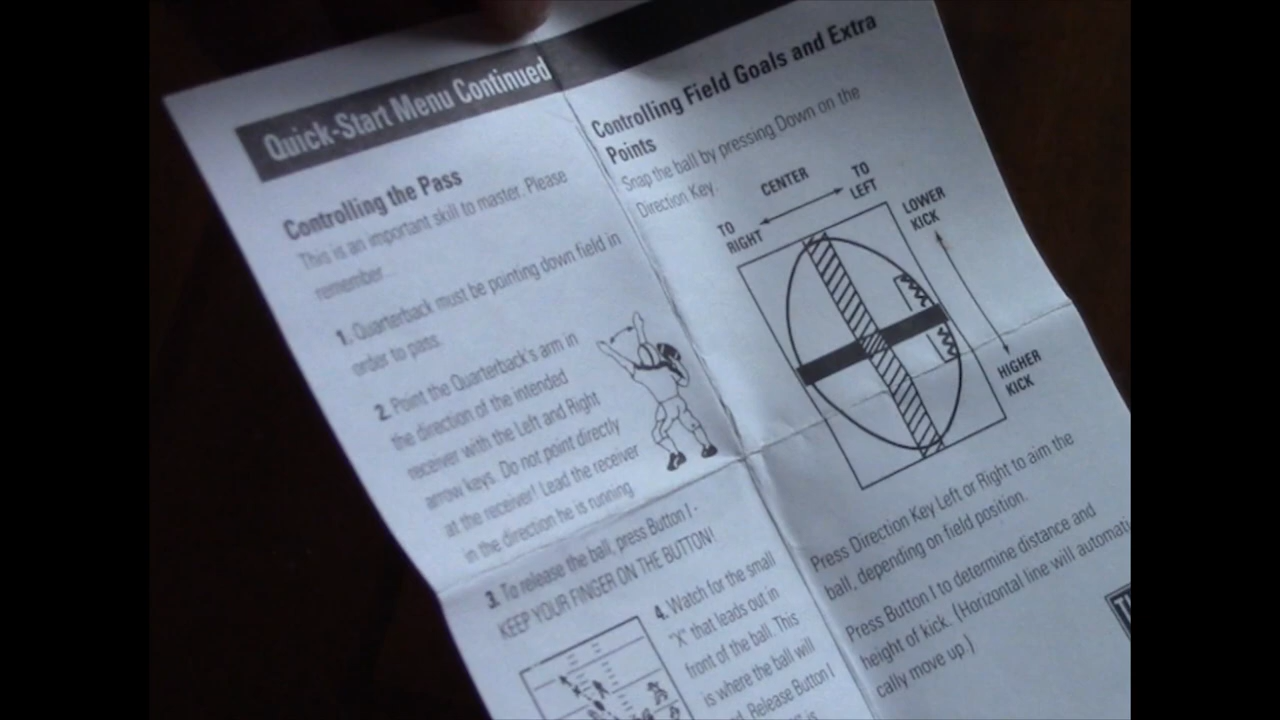 Quick-Start Menu Continued
Controlling the Pass
This is an important skill to master. Please
remember
1. Quarterback must be pointing down field in
order to pass.
2. Point the Quarterback's arm in
the direction of the intended
receiver with the Left and Right
arrow keys. Do not point directly
at the receiver! Lead the receiver
in the direction he is running.
3. To release the ball, press Button I -
KEEP YOUR FINGER ON THE BUTTON!
4. Watch for the small
"X" that leads out in
front of the ball. This
is where the ball will
Release Button I
is
Controlling Field Goals and Extra
Points
Snap the ball by pressing Down on the
Direction Key.
TO
RIGHT
CENTER
TO
LEFT
LOWER
KICK
HIGHER
KICK
Press Direction Key Left or Right to aim the
ball, depending on field position.
Press Button I to determine distance and
height of kick. (Horizontal line will automati
cally move up.)